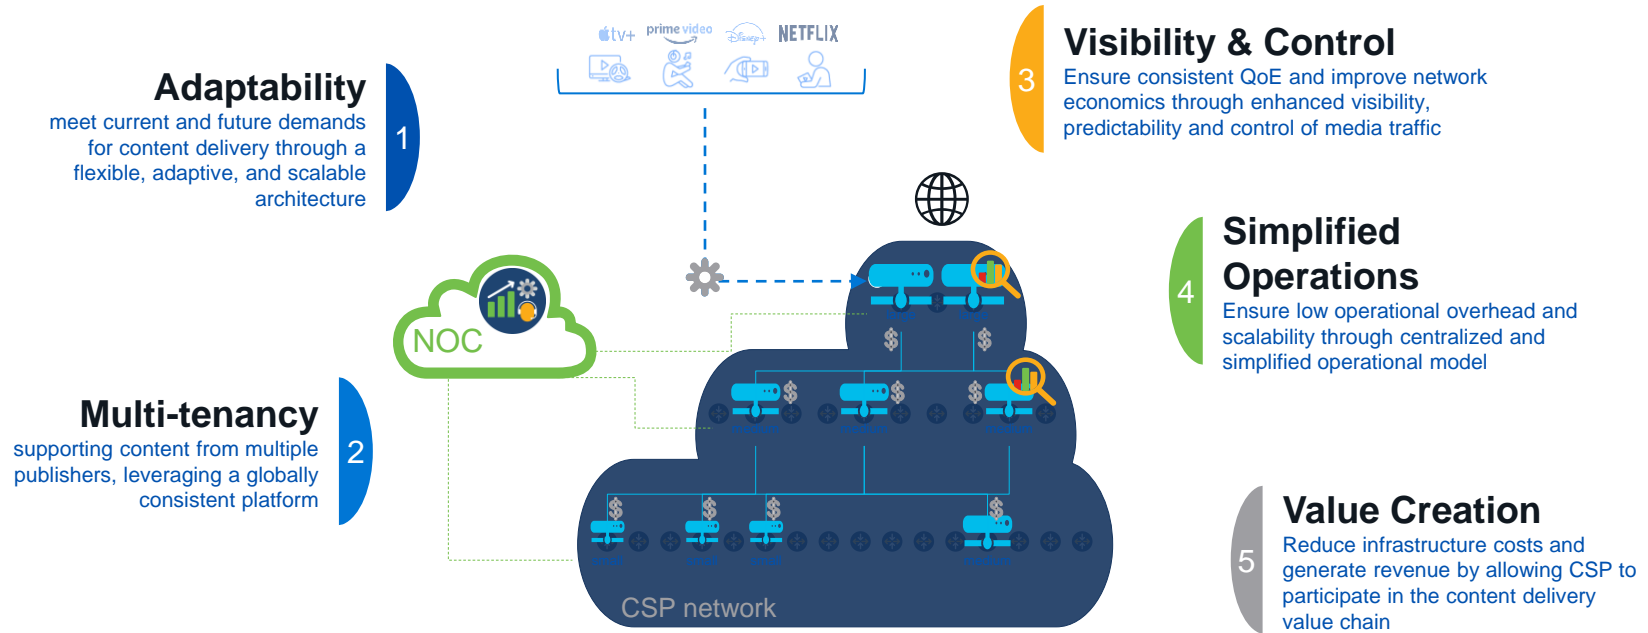 tv+
prime video
Disney+
NETFLIX
Adaptability
meet current and future demands
for content delivery through a
flexible, adaptive, and scalable
architecture
1
Multi-tenancy
supporting content from multiple
publishers, leveraging a globally
consistent platform
2
3
Visibility & Control
Ensure consistent QoE and improve network
economics through enhanced visibility,
predictability and control of media traffic
4
Simplified
Operations
Ensure low operational overhead and
scalability through centralized and
simplified operational model
5
Value Creation
Reduce infrastructure costs and
generate revenue by allowing CSP to
participate in the content delivery
value chain
NOC
$ $
$ $ $ $
$ $ $ $
CSP network